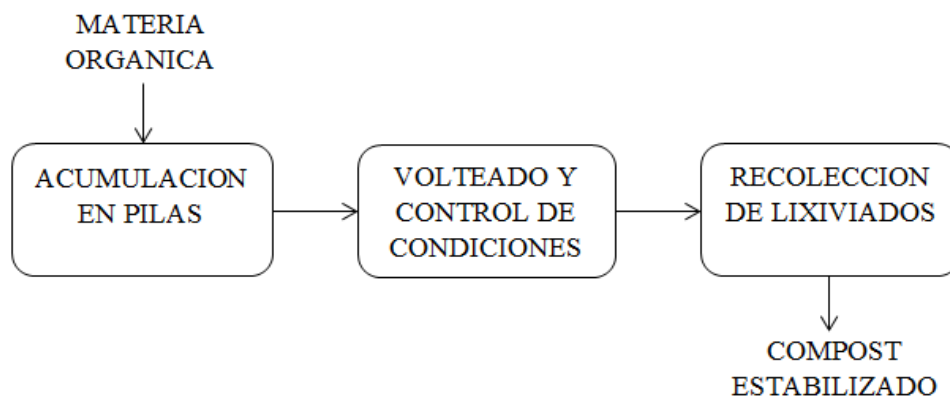 MATERIA
ORGANICA
ACUMULACION
EN PILAS
VOLTEADO Y
CONTROL DE
CONDICIONES
RECOLECCION
DE LIXIVIADOS
COMPOST
ESTABILIZADO